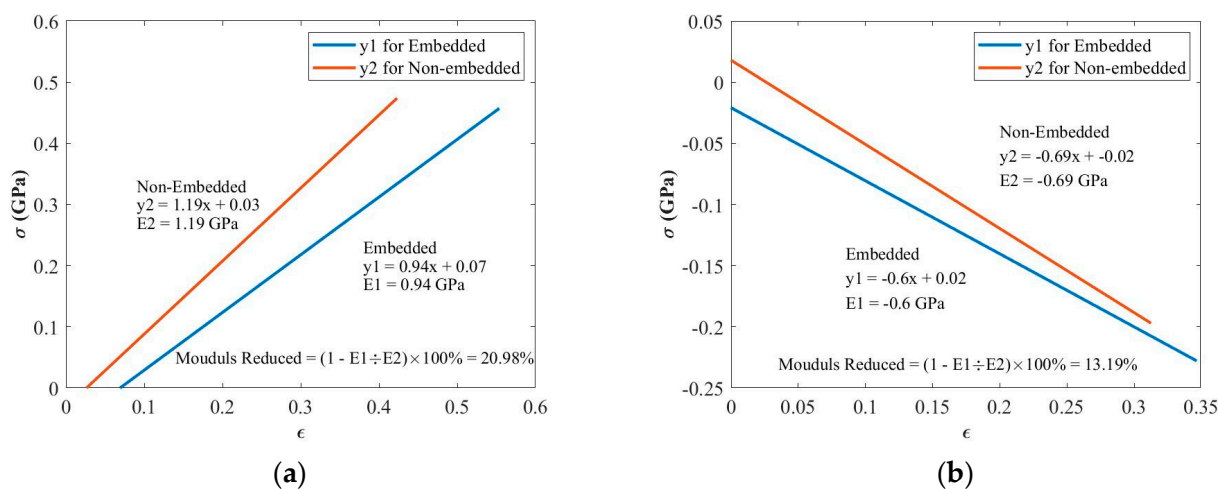 0.6
0.5
0.4
0.3
0.2
0.1
0
σ (GPa)
y1 for Embedded
y2 for Non-embedded
Non-Embedded
y2 = 1.19x + 0.03
E2 = 1.19 GPa
Embedded
y1 = 0.94x + 0.07
E1 = 0.94 GPa
Mouduls Reduced = (1 - E1÷E2)×100% = 20.98%
0 0.1 0.2 0.3 0.4 0.5 0.6
ϵ
(a)
0.05
0
-0.05
-0.1
-0.15
-0.2
-0.25
σ (GPa)
y1 for Embedded
y2 for Non-embedded
Non-Embedded
y2 = -0.69x + -0.02
E2 = -0.69 GPa
Embedded
y1 = -0.6x + 0.02
E1 = -0.6 GPa
Mouduls Reduced = (1 - E1÷E2)×100% = 13.19%
0 0.05 0.1 0.15 0.2 0.25 0.3 0.35
ϵ
(b)